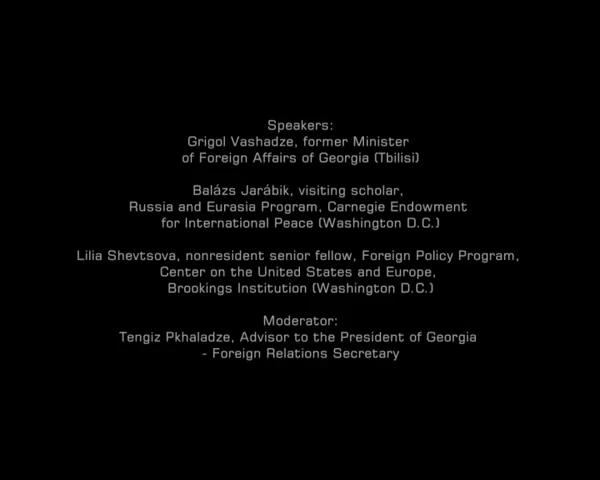 Speakers:
Grigol Vashadze, former Minister
of Foreign Affairs of Georgia (Tbilisi)
Balázs Jarábik, visiting scholar,
Russia and Eurasia Program, Carnegie Endowment
for International Peace (Washington D.C.)
Lilia Shevtsova, nonresident senior fellow, Foreign Policy Program,
Center on the United States and Europe,
Brookings Institution (Washington D.C.)
Moderator:
Tengiz Pkhaladze, Advisor to the President of Georgia
- Foreign Relations Secretary